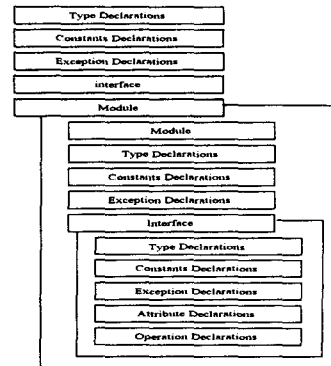 Type Declarations
Constants Declarations
Exception Declarations
interface
Module
Module
Type Declarations
Constants Declarations
Exception Declarations
Interface
Type Declarations
Constants Declarations
Exception Declarations
Attribute Declarations
Operation Declarations